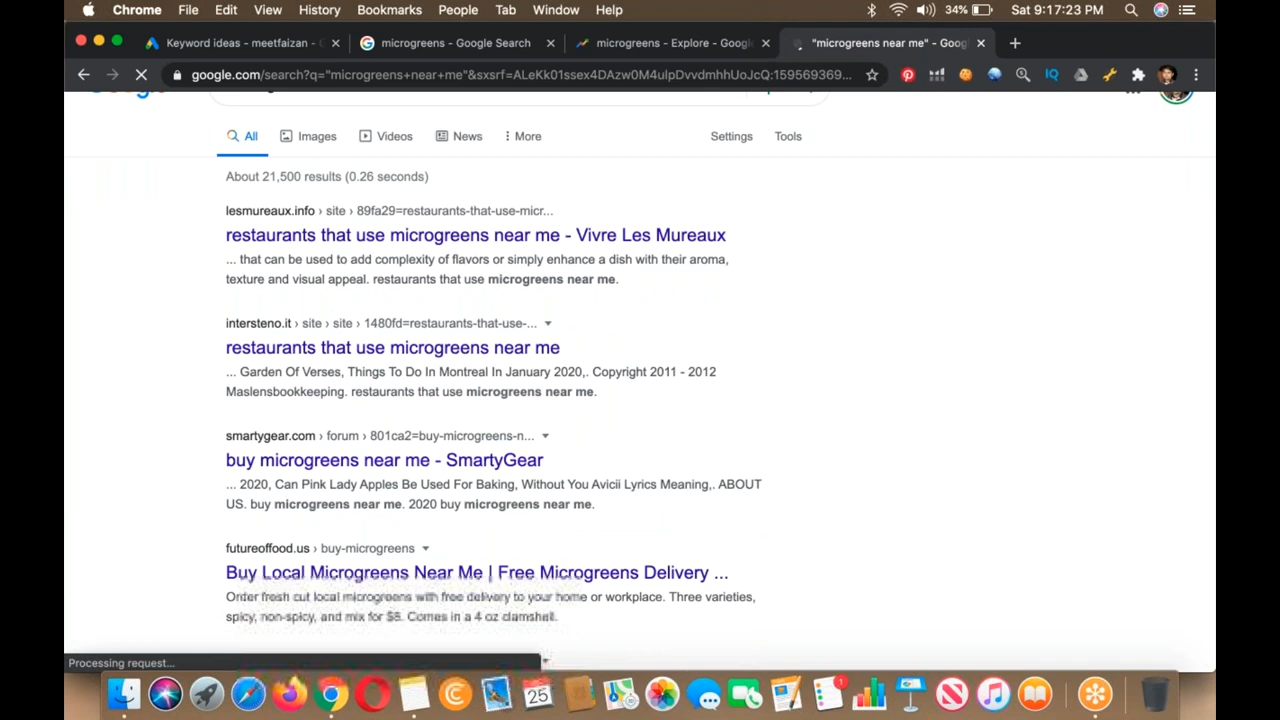 Chrome File Edit View History Bookmarks People Tab Window Help 34% Sat 9:17:23 PM
Keyword ideas - meetfaizan - microgreens - Google Search microgreens - Explore - Google "microgreens near me" - Goog
google.com/search?q="microgreens+near+me"&sxsrf=ALeKk01ssex4DAzw0M4ulpDvvdmhhUoJcQ:159569369...
All Images Videos News More Settings Tools
About 21,500 results (0.26 seconds)
lesmureaux.info › site › 89fa29=restaurants-that-use-micr...
restaurants that use microgreens near me - Vivre Les Mureaux
... that can be used to add complexity of flavors or simply enhance a dish with their aroma,
texture and visual appeal. restaurants that use microgreens near me.
intersteno.it › site › site › 1480fd=restaurants-that-use-...
restaurants that use microgreens near me
... Garden Of Verses, Things To Do In Montreal In January 2020,. Copyright 2011 - 2012
Maslensbookkeeping. restaurants that use microgreens near me.
smartygear.com › forum › 801ca2=buy-microgreens-n...
buy microgreens near me - SmartyGear
... 2020, Can Pink Lady Apples Be Used For Baking, Without You Avicii Lyrics Meaning,. ABOUT
US. buy microgreens near me. 2020 buy microgreens near me.
futureoffood.us › buy-microgreens
Buy Local Microgreens Near Me | Free Microgreens Delivery ...
Order fresh cut local microgreens with free delivery to your home or workplace. Three varieties,
spicy, non-spicy, and mix for $8. Comes in a 4 oz clamshell.
Processing request...
25
1